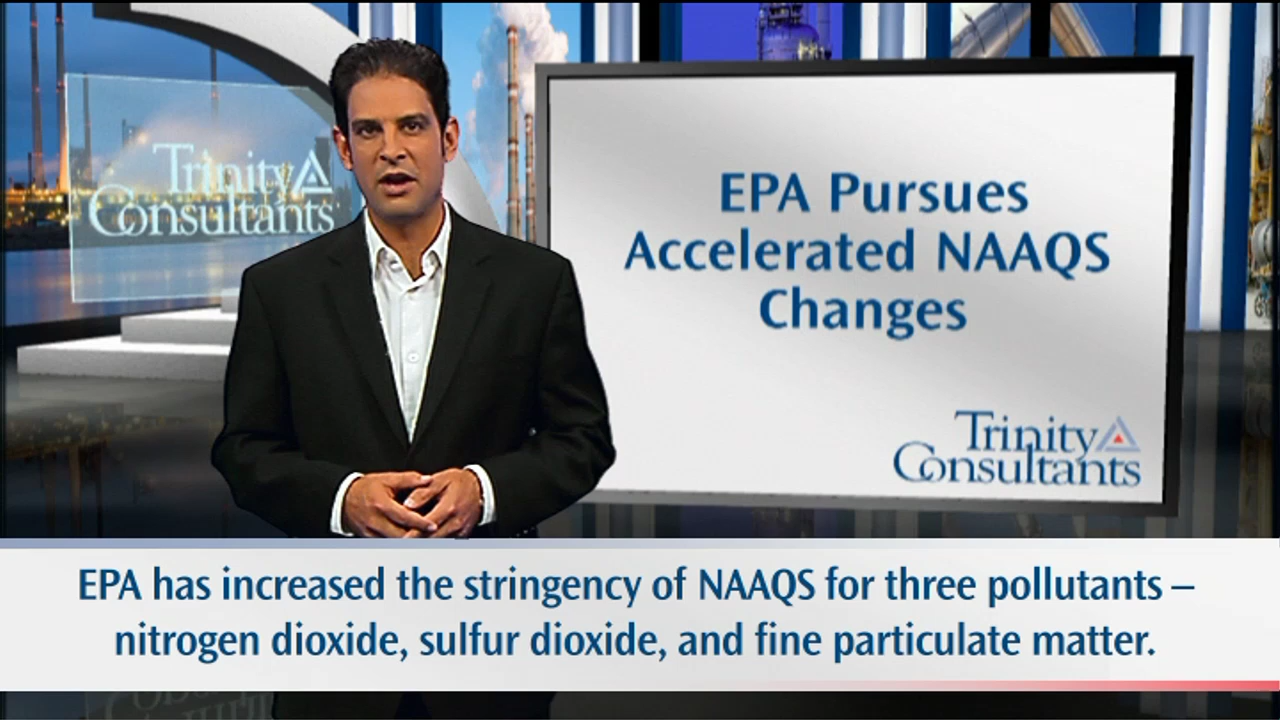 Trinity
Consultants
EPA Pursues
Accelerated NAAQS
Changes
Trinity
Consultants
EPA has increased the stringency of NAAQS for three pollutants –
nitrogen dioxide, sulfur dioxide, and fine particulate matter.